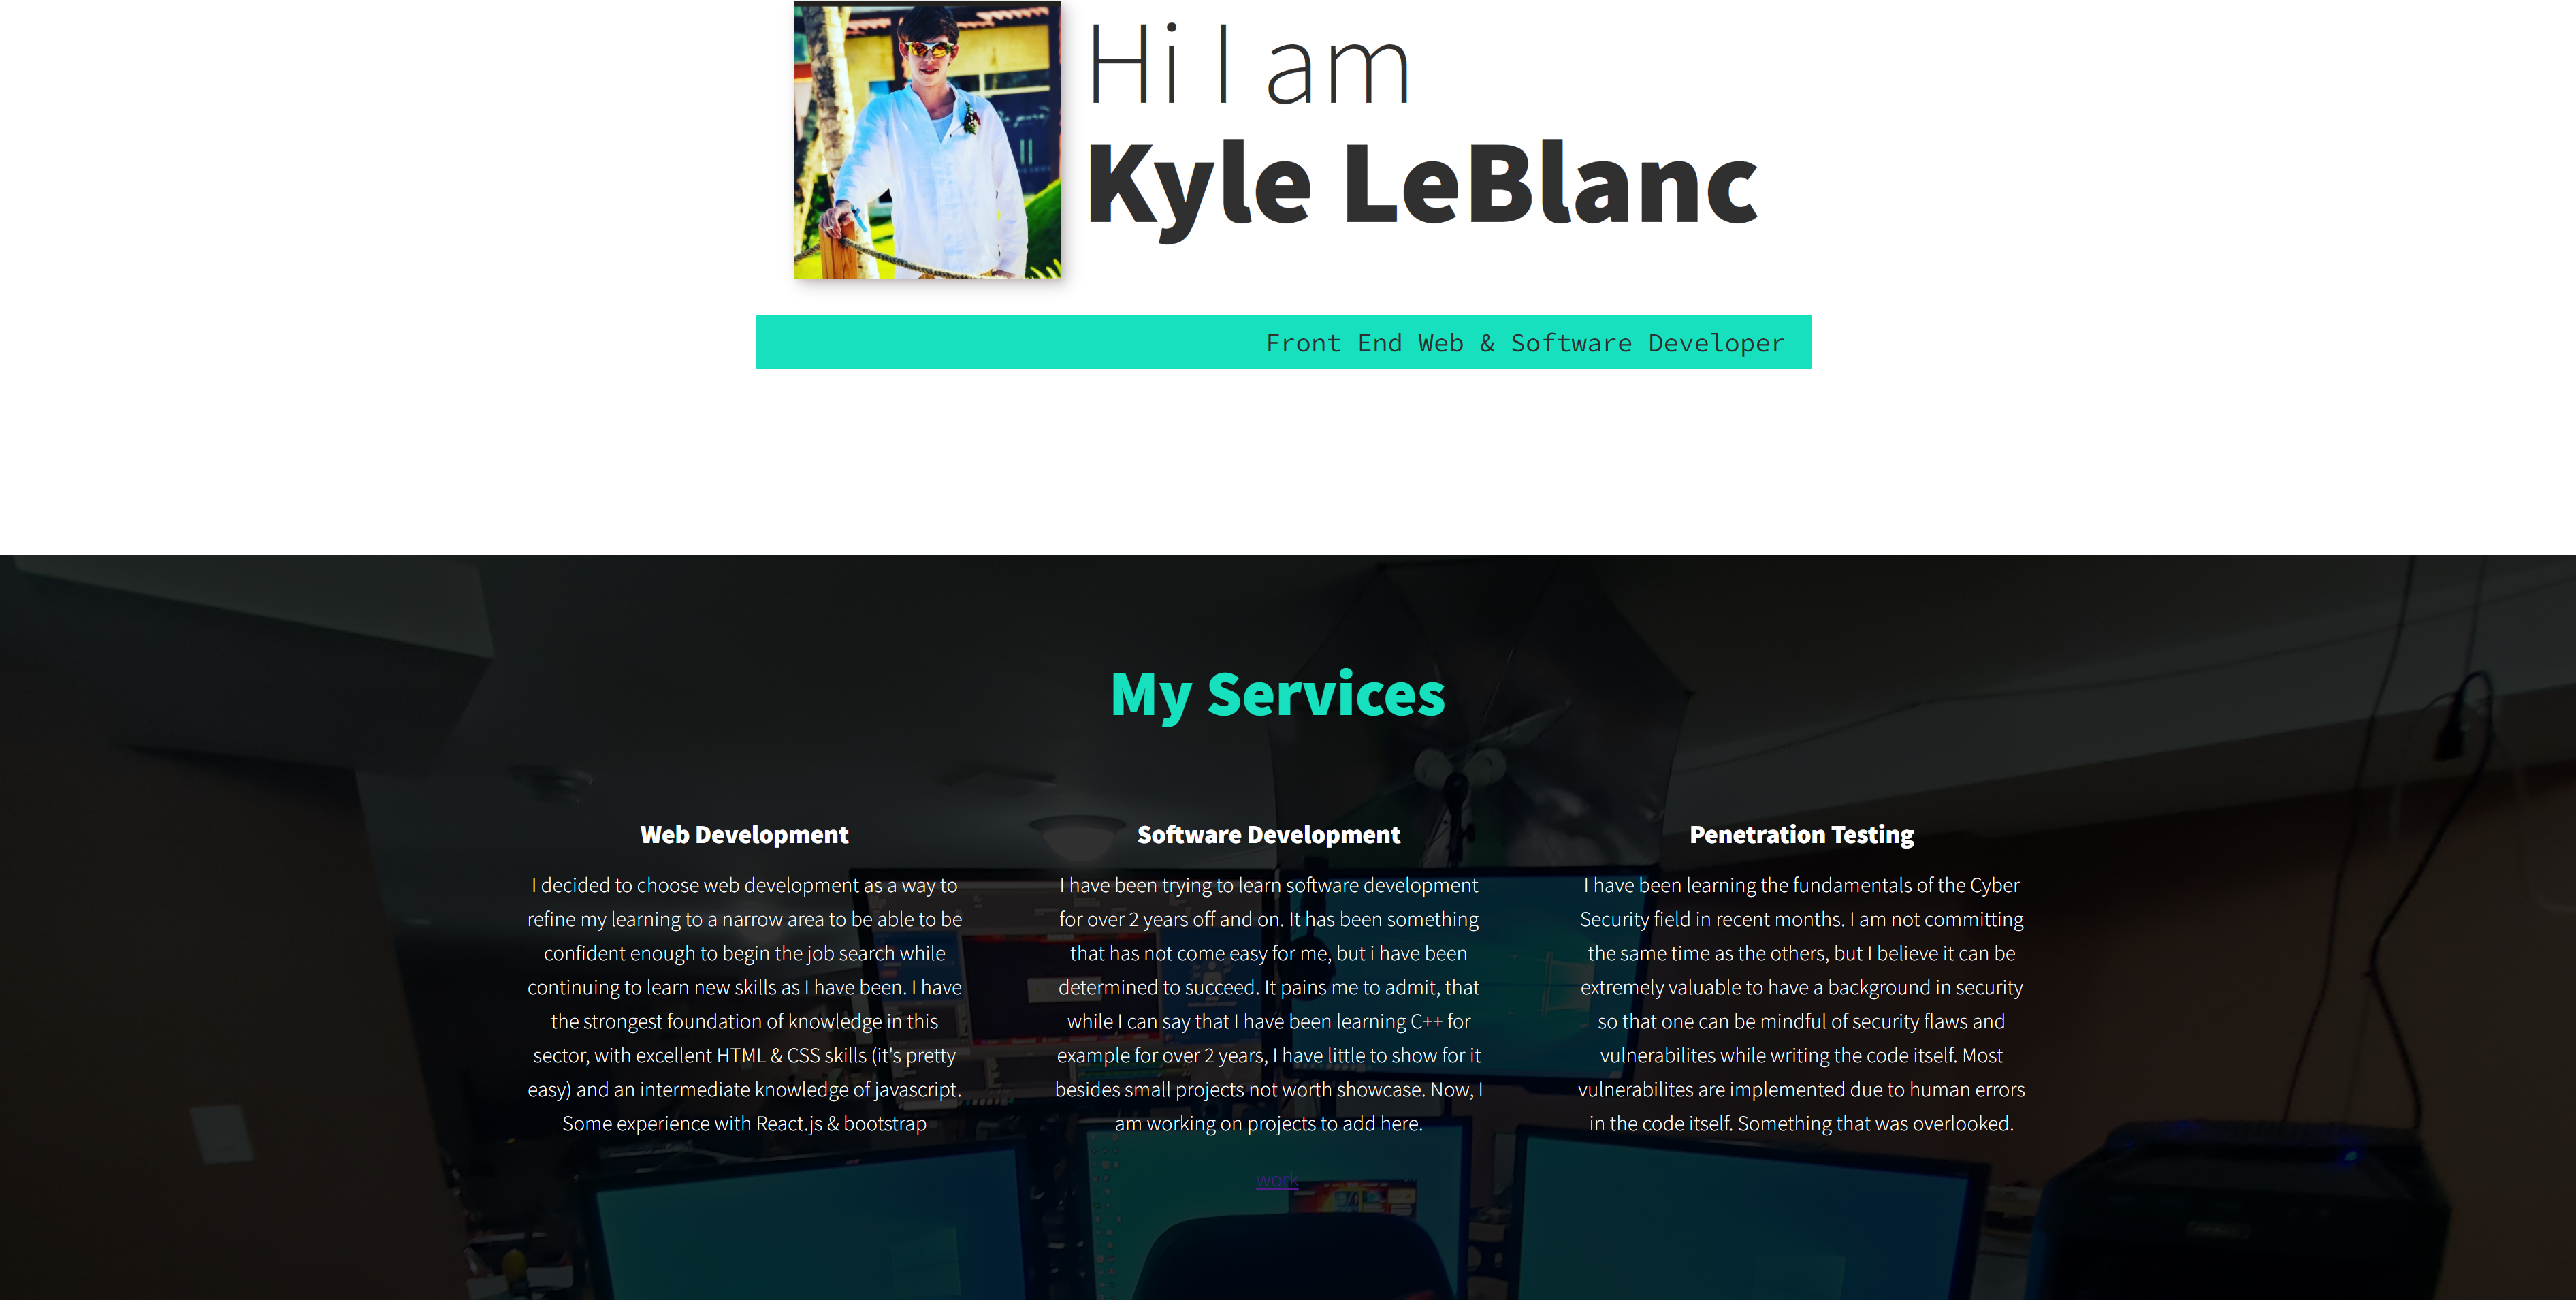 Hi I am
Kyle LeBlanc
Front End Web & Software Developer
My Services
Web Development
I decided to choose web development as a way to
refine my learning to a narrow area to be able to be
confident enough to begin the job search while
continuing to learn new skills as I have been. I have
the strongest foundation of knowledge in this
sector, with excellent HTML & CSS skills (it's pretty
easy) and an intermediate knowledge of javascript.
Some experience with React.js & bootstrap
Software Development
I have been trying to learn software development
for over 2 years off and on. It has been something
that has not come easy for me, but i have been
determined to succeed. It pains me to admit, that
while I can say that I have been learning C++ for
example for over 2 years, I have little to show for it
besides small projects not worth showcase. Now, I
am working on projects to add here.
Penetration Testing
I have been learning the fundamentals of the Cyber
Security field in recent months. I am not committing
the same time as the others, but I believe it can be
extremely valuable to have a background in security
so that one can be mindful of security flaws and
vulnerabilites while writing the code itself. Most
vulnerabilites are implemented due to human errors
in the code itself. Something that was overlooked.
work